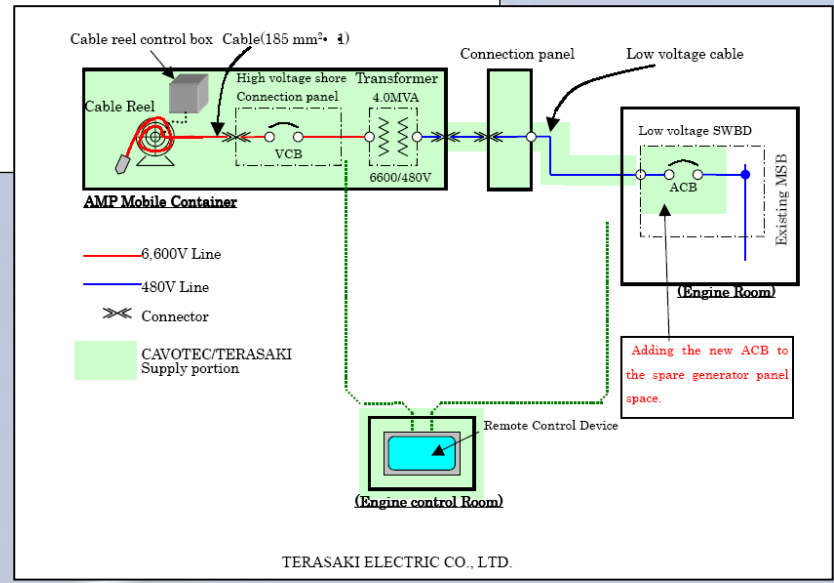 Cable reel control box
Cable(185 mm²・ 1)
Connection panel
Low voltage cable
High voltage shore
Connection panel
Transformer
4.0MVA
Cable Reel
VCB
6600/480V
AMP Mobile Container
Low voltage SWBD
ACB
Existing MSB
(Engine Room)
6,600V Line
480V Line
Connector
CAVOTEC/TERASAKI
Supply portion
Adding the new ACB to
the spare generator panel
space.
Remote Control Device
(Engine control Room)
TERASAKI ELECTRIC CO., LTD.